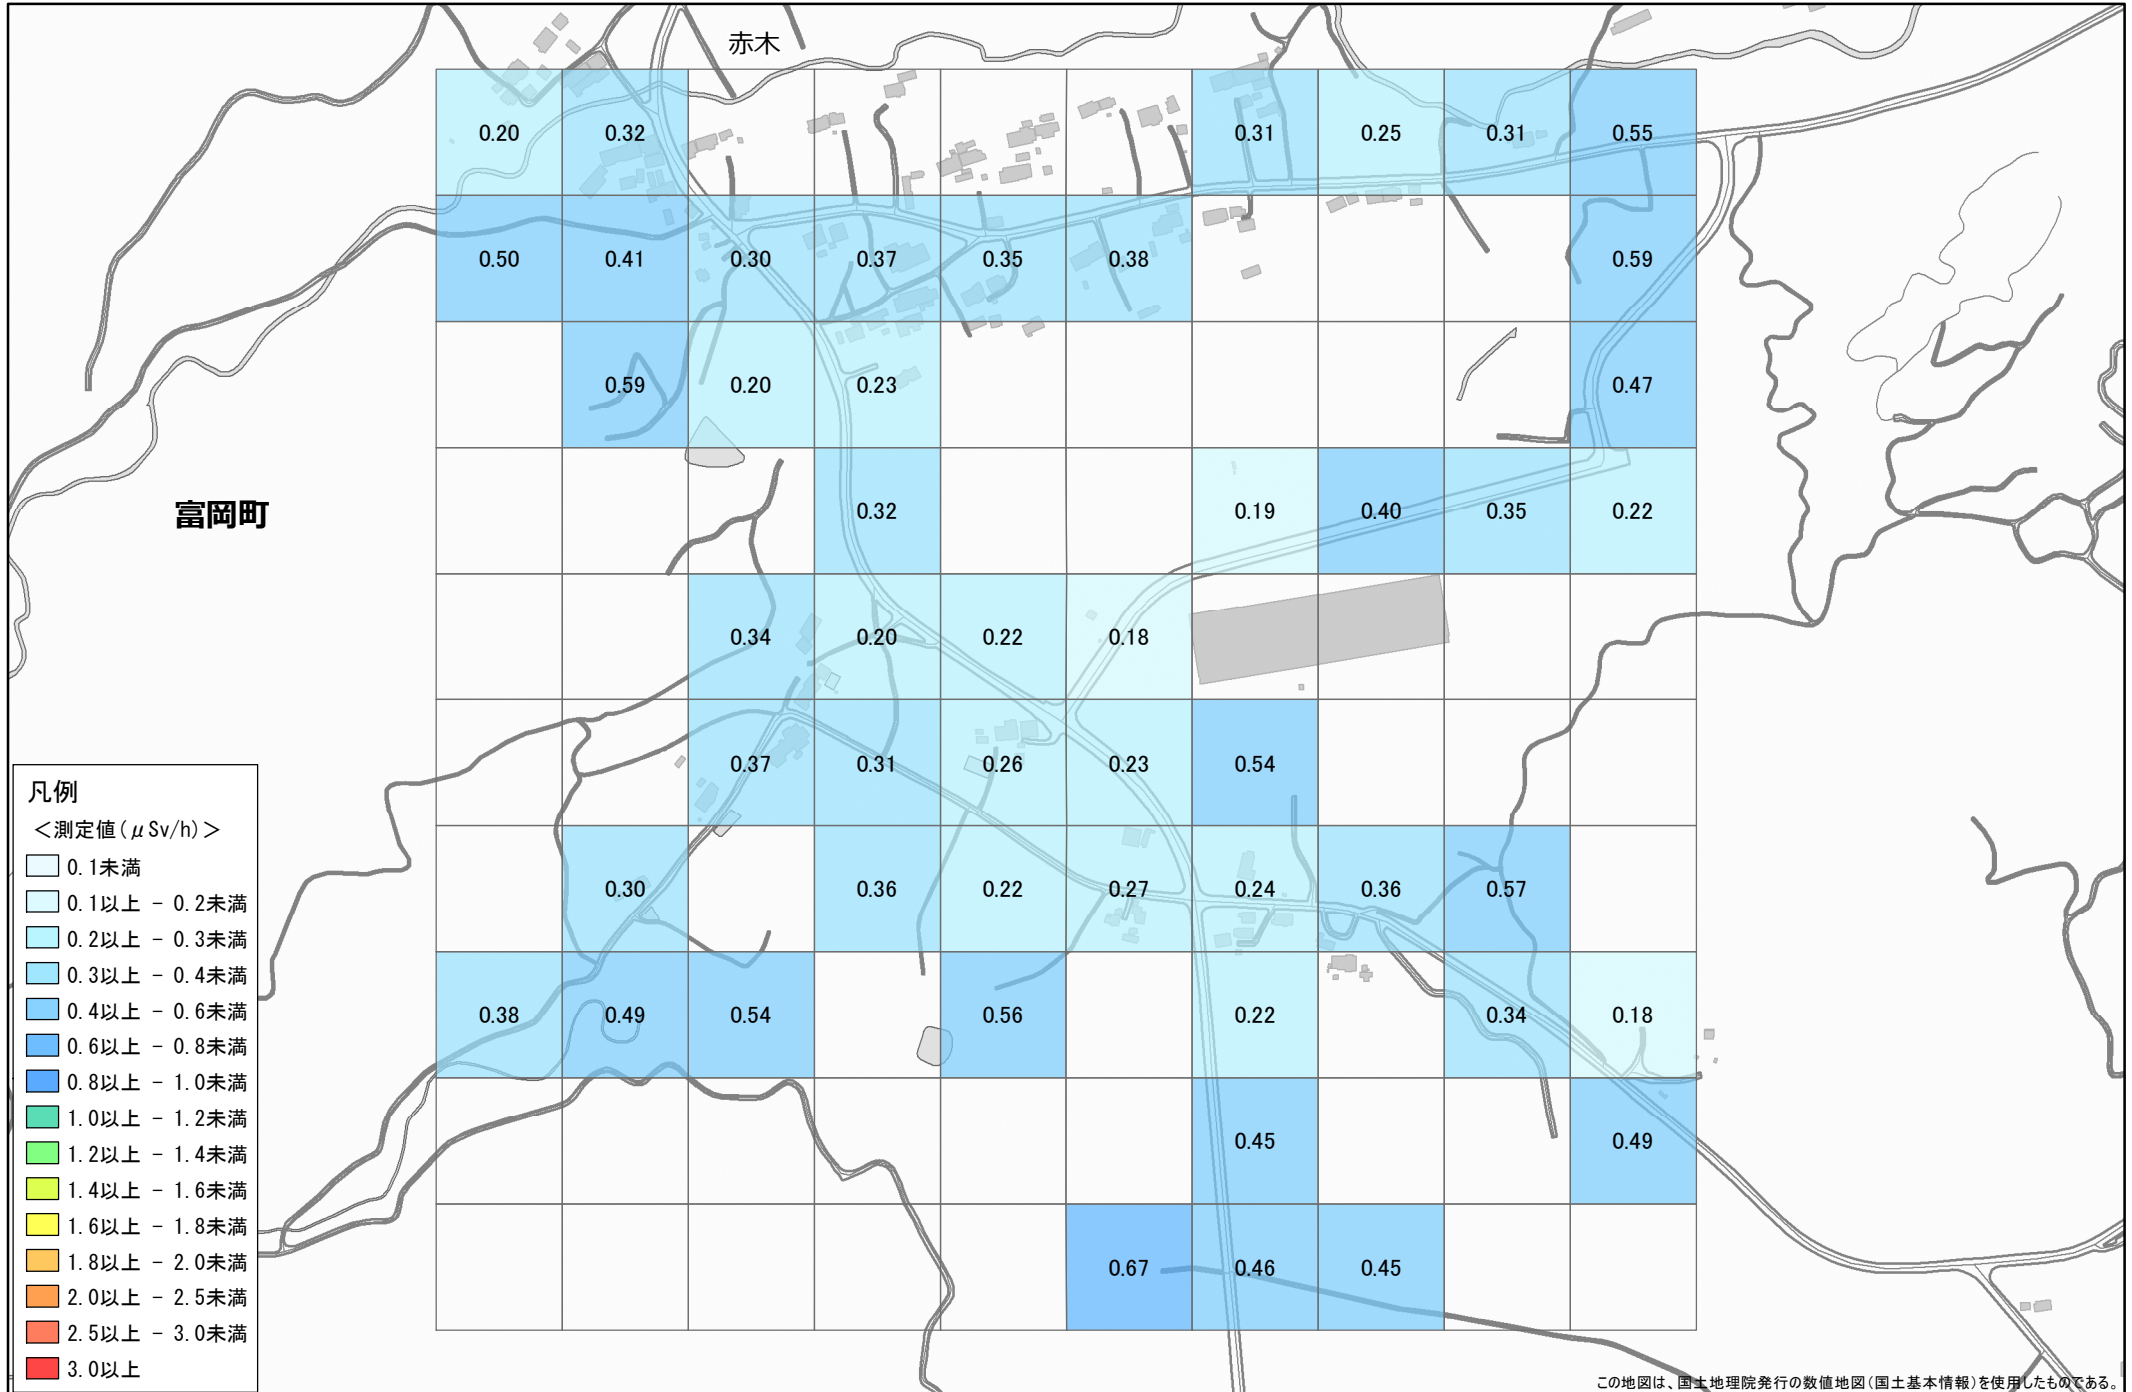 赤木
0.20 0.32 0.31 0.25 0.31 0.55
0.50 0.41 0.30 0.37 0.35 0.38 0.59
0.59 0.20 0.23 0.47
富岡町
0.32 0.19 0.40 0.35 0.22
0.34 0.20 0.22 0.18
0.37 0.31 0.26 0.23 0.54
0.30 0.36 0.22 0.27 0.24 0.36 0.57
0.38 0.49 0.54 0.56 0.22 0.34 0.18
0.45 0.49
0.67 0.46 0.45
凡例
<測定値(μSv/h)>
0.1未満
0.1以上 - 0.2未満
0.2以上 - 0.3未満
0.3以上 - 0.4未満
0.4以上 - 0.6未満
0.6以上 - 0.8未満
0.8以上 - 1.0未満
1.0以上 - 1.2未満
1.2以上 - 1.4未満
1.4以上 - 1.6未満
1.6以上 - 1.8未満
1.8以上 - 2.0未満
2.0以上 - 2.5未満
2.5以上 - 3.0未満
3.0以上
この地図は、国土地理院発行の数値地図(国土基本情報)を使用したものである。